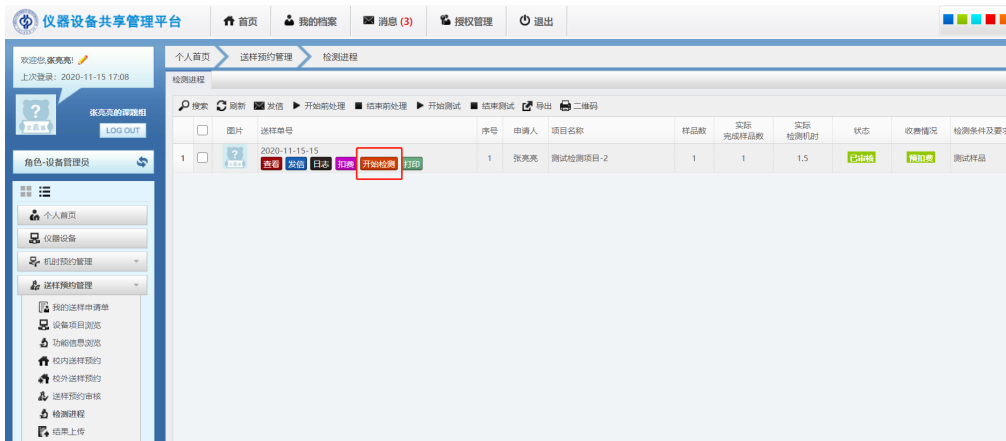 仪器设备共享管理平台 首页 我的档案 消息 (3) 授权管理 退出
欢迎您,张亮亮!
上次登录: 2020-11-15 17:08
张亮亮的课题组
LOG OUT
角色-设备管理员
个人首页
仪器设备
机时预约管理
送样预约管理
我的送样申请单
设备项目浏览
功能信息浏览
校内送样预约
校外送样预约
送样预约审核
检测进程
结果上传
个人首页 送样预约管理 检测进程
检测进程
搜索 刷新 发信 开始前处理 结束前处理 开始测试 结束测试 导出 二维码
图片 送样单号 序号 申请人 项目名称 样品数 实际完成样品数 实际检测机时 状态 收费情况 检测条件及要求
1 2020-11-15-15 1 张亮亮 测试检测项目-2 1 1 1.5 已审核 预扣费 测试样品
查看 发信 日志 扣费 开始检测 打印